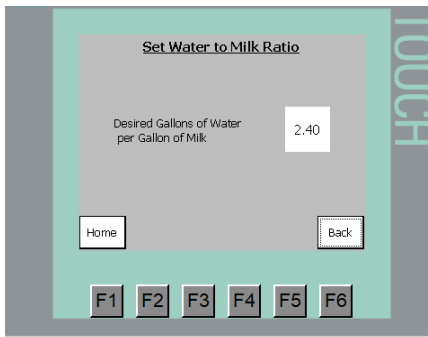 Set Water to Milk Ratio
Desired Gallons of Water
per Gallon of Milk
2.40
Home
Back
F1 F2 F3 F4 F5 F6
TOUCH